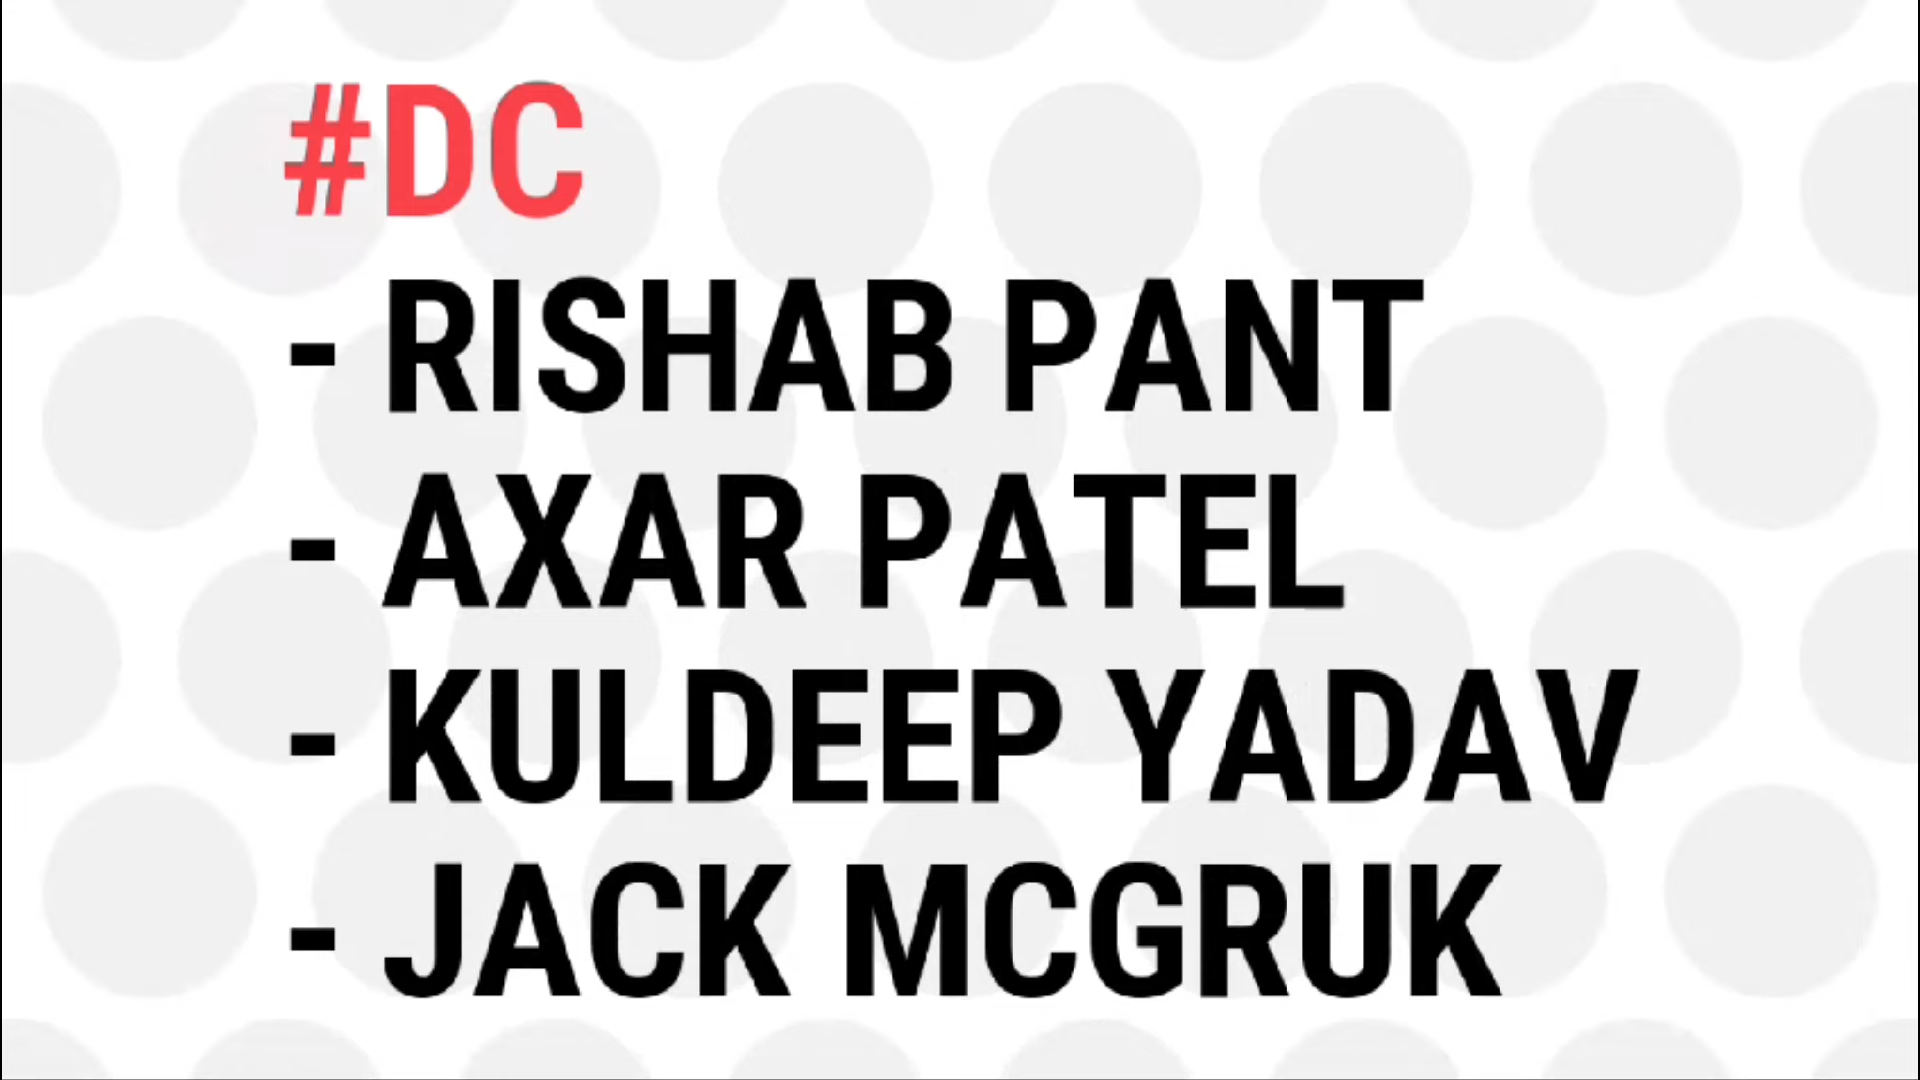 #DC
- RISHAB PANT
- AXAR PATEL
- KULDEEP YADAV
- JACK MCGRUK